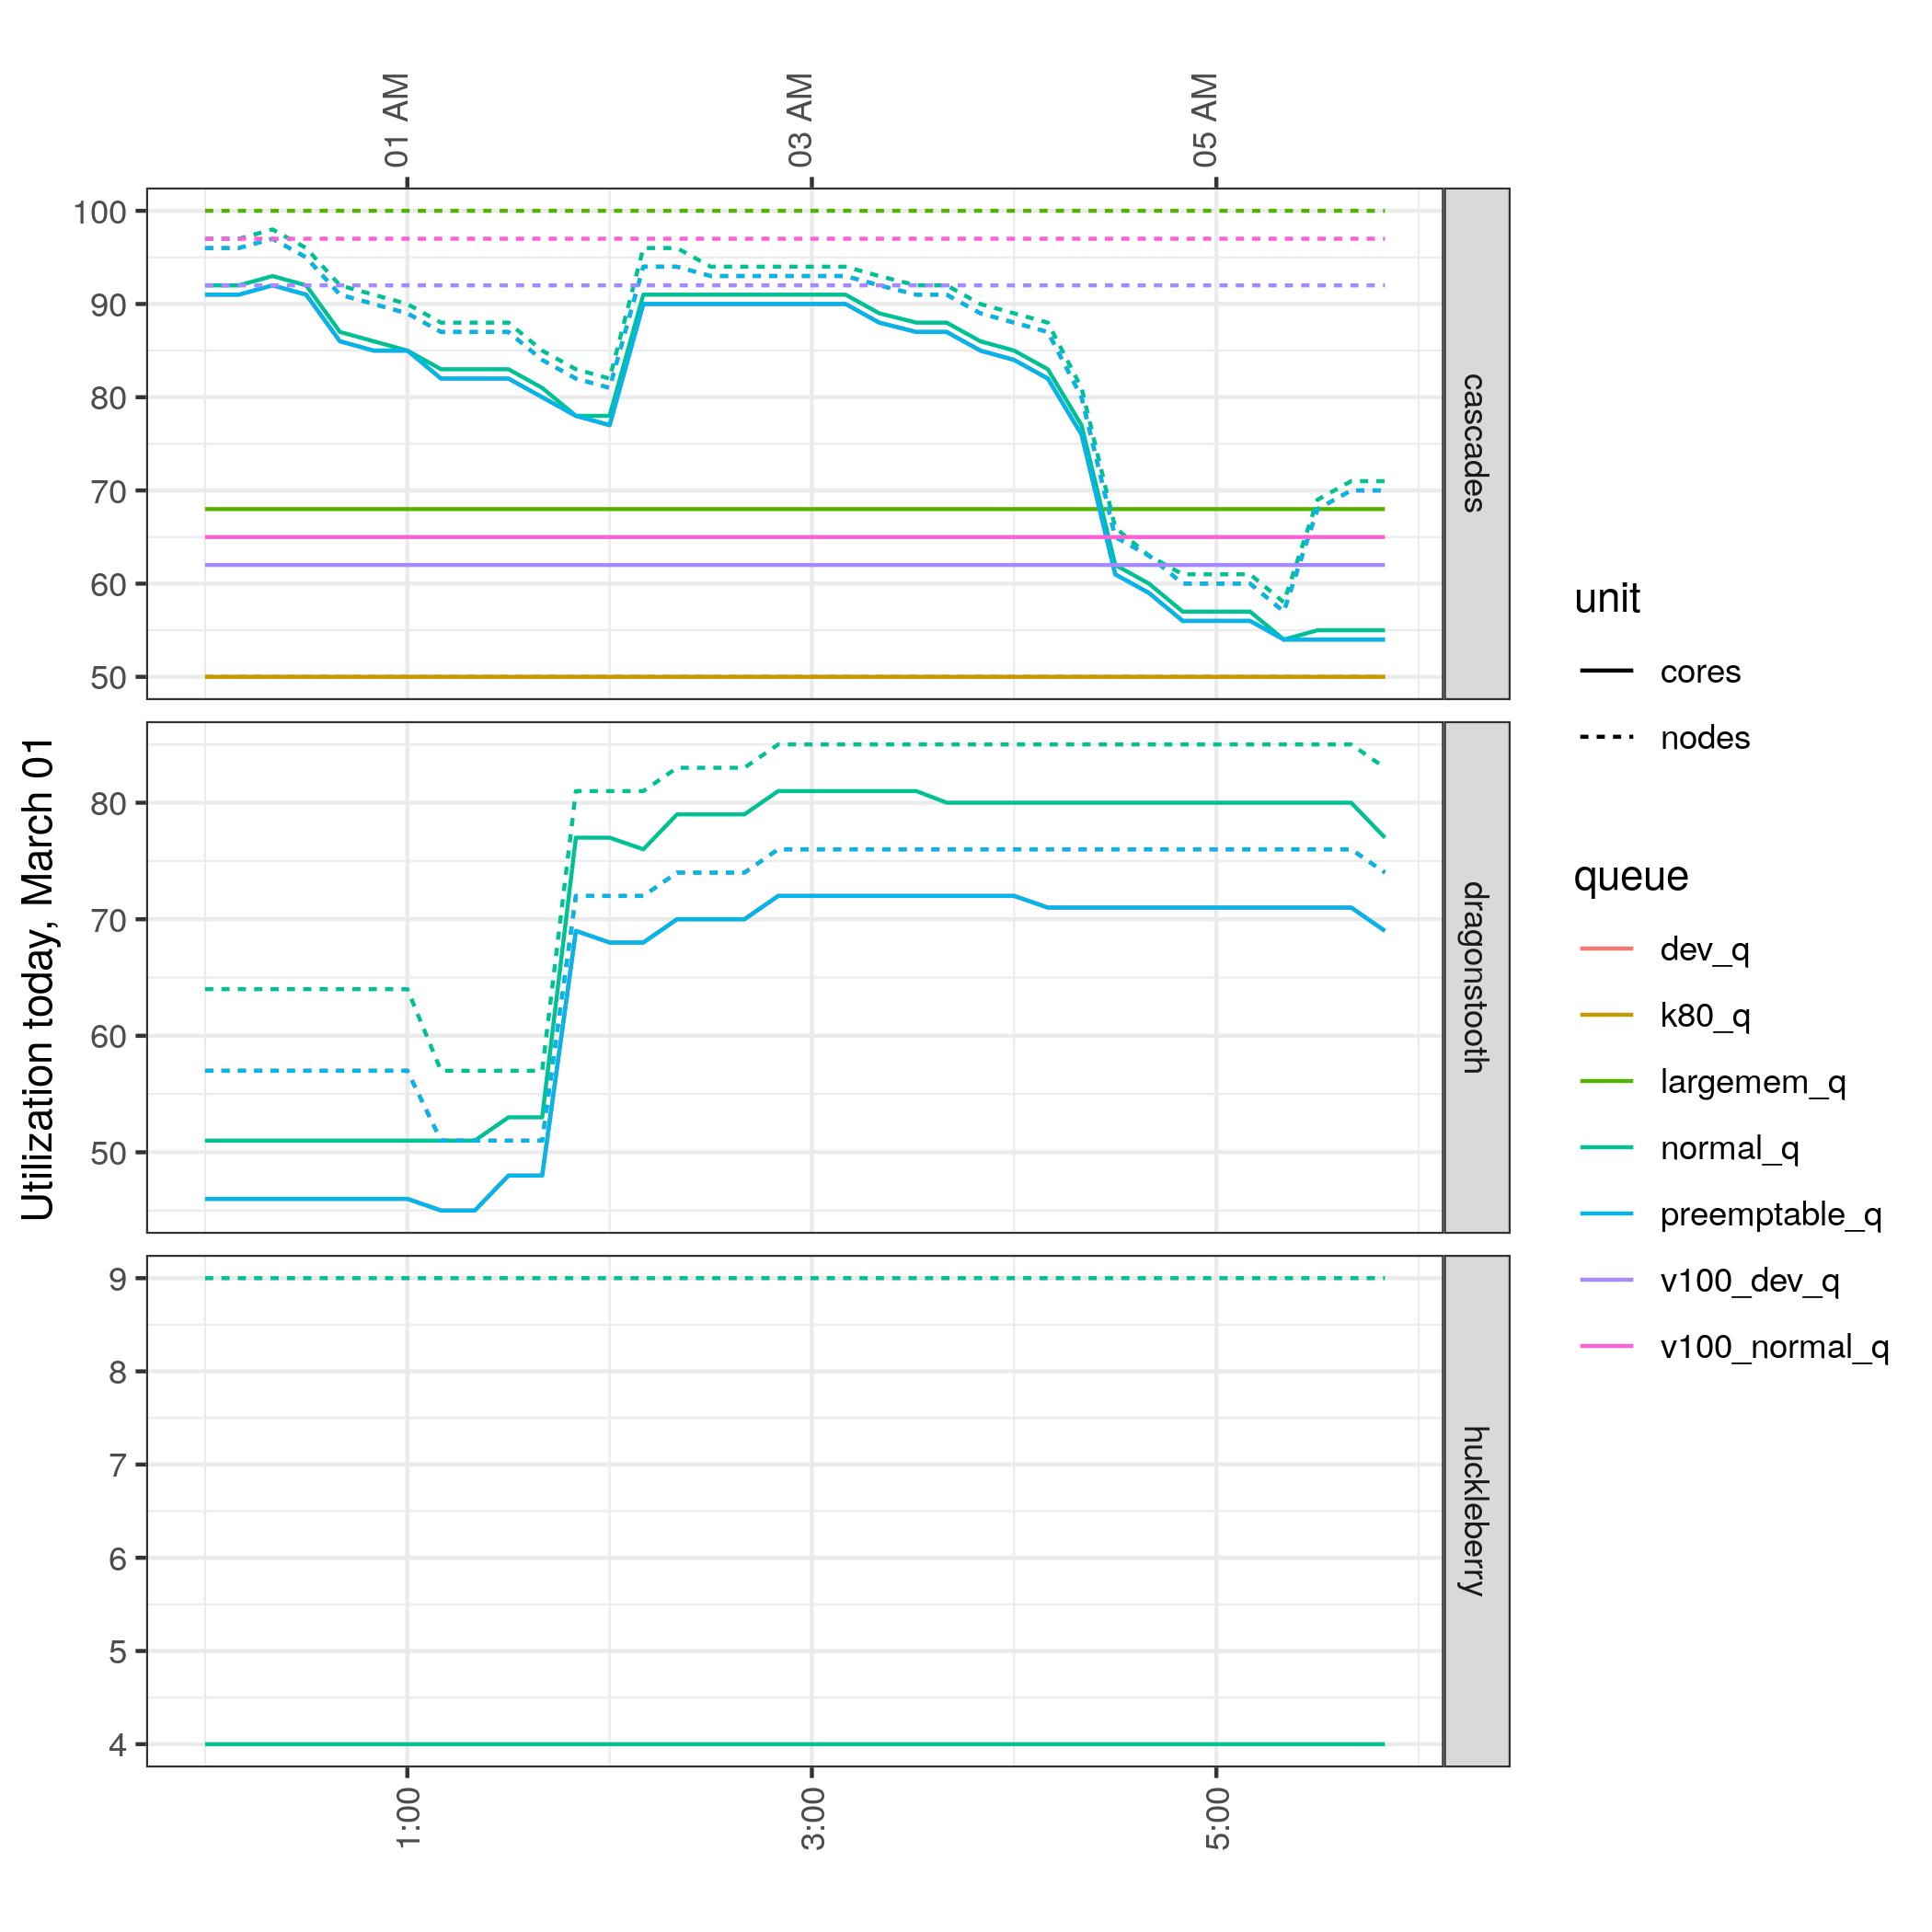 01 AM
03 AM
05 AM
Utilization today, March 01
100
90
80
70
60
50
cascades
80
70
60
50
dragonstooth
9
8
7
6
5
4
huckleberry
1:00
3:00
5:00
unit
cores
nodes
queue
dev_q
k80_q
largemem_q
normal_q
preemptable_q
v100_dev_q
v100_normal_q